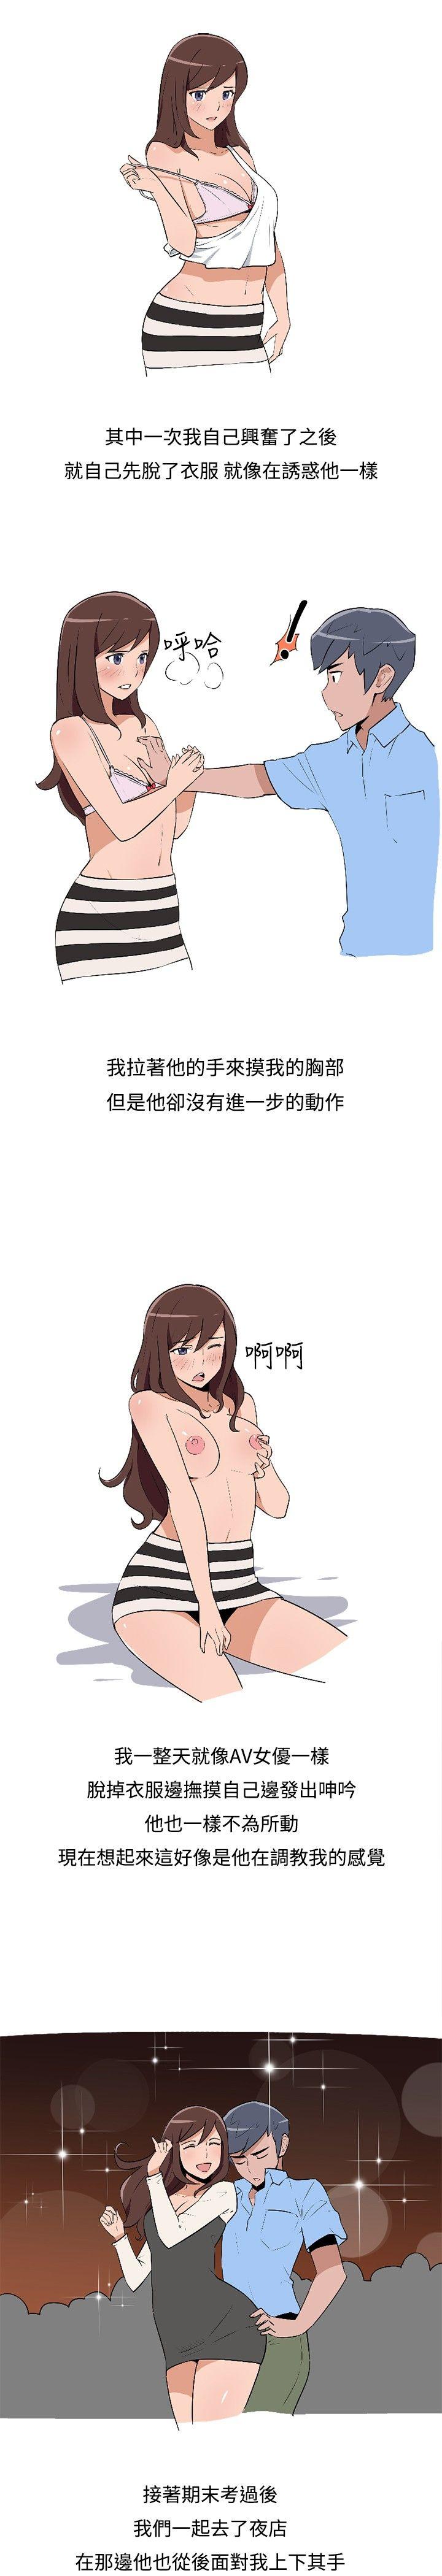 其中一次我自己興奮了之後
就自己先脫了衣服 就像在誘惑他一樣
呼哈
我拉著他的手來摸我的胸部
但是他卻沒有進一步的動作
啊啊
我一整天就像AV女優一樣
脫掉衣服邊撫摸自己邊發出呻吟
他也一樣不為所動
現在想起來這好像是他在調教我的感覺
接著期末考過後
我們一起去了夜店
在那邊他也從後面對我上下其手